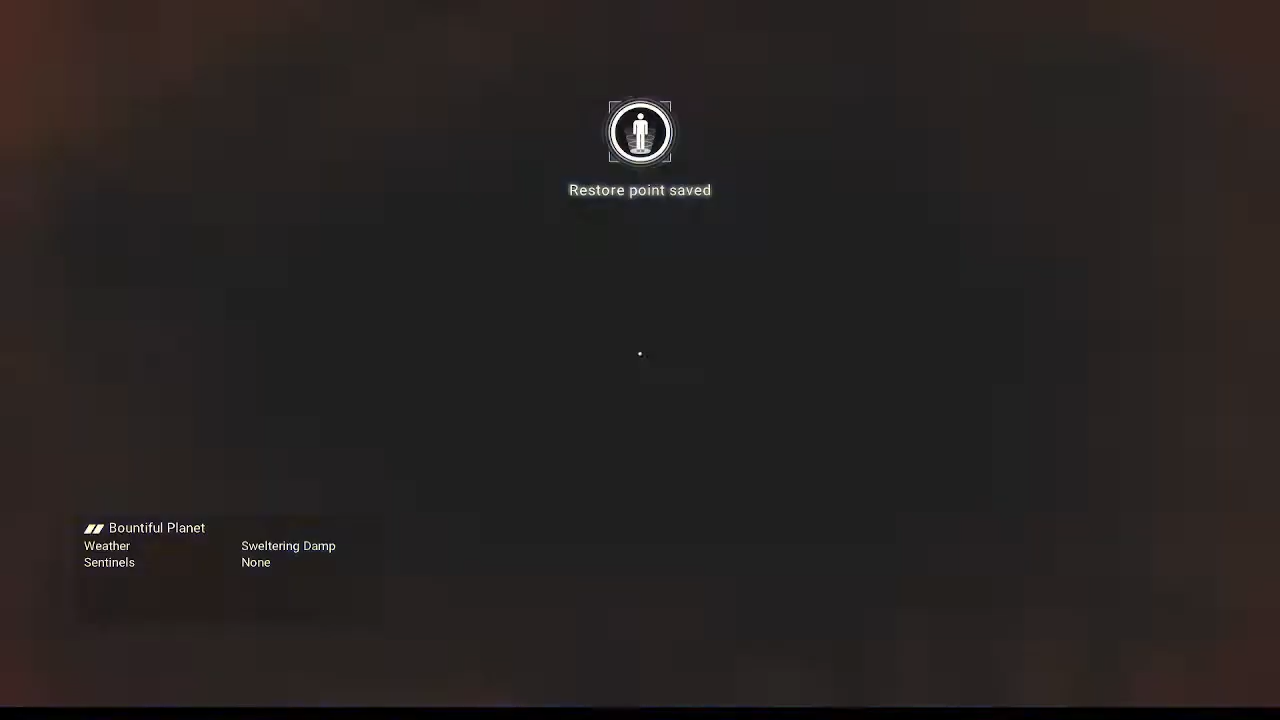 Restore point saved
Bountiful Planet
Weather Sweltering Damp
Sentinels None